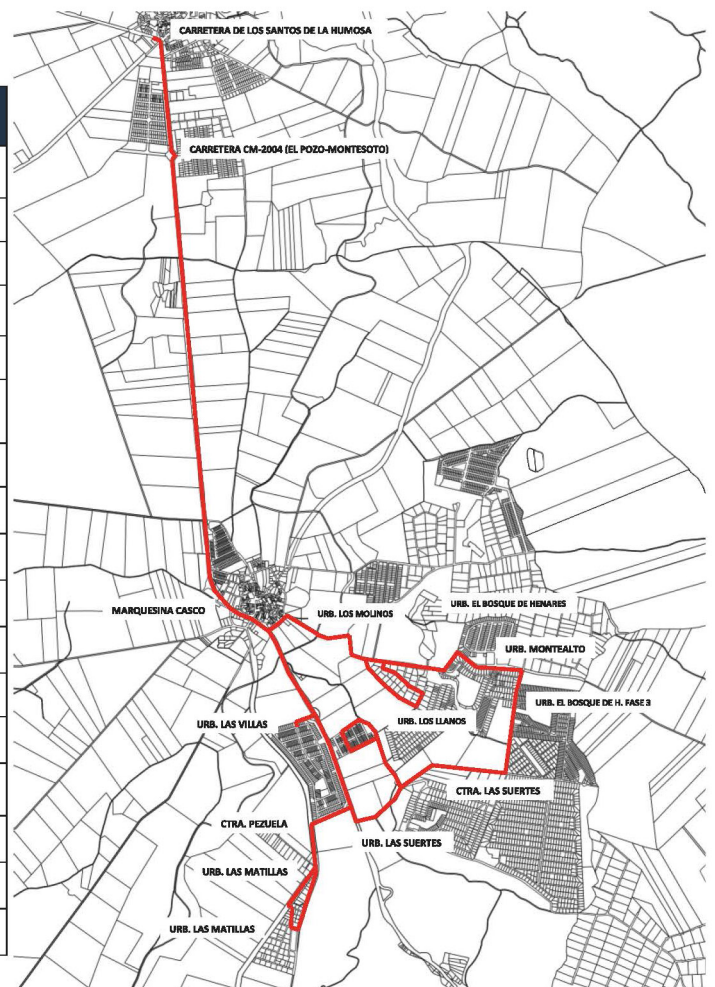 CARRETERA DE LOS SANTOS DE LA HUMOSA
CARRETERA CM-2004 (EL POZO-MONTESOTO)
MARQUESINA CASCO
URB. LOS MOLINOS
URB. EL BOSQUE DE HENARES
URB. MONTEALTO
URB. EL BOSQUE DE H. FASE 3
URB. LAS VILLAS
URB. LOS LLANOS
CTRA. LAS SUERTES
CTRA. PEZUELA
URB. LAS SUERTES
URB. LAS MATILLAS
URB. LAS MATILLAS